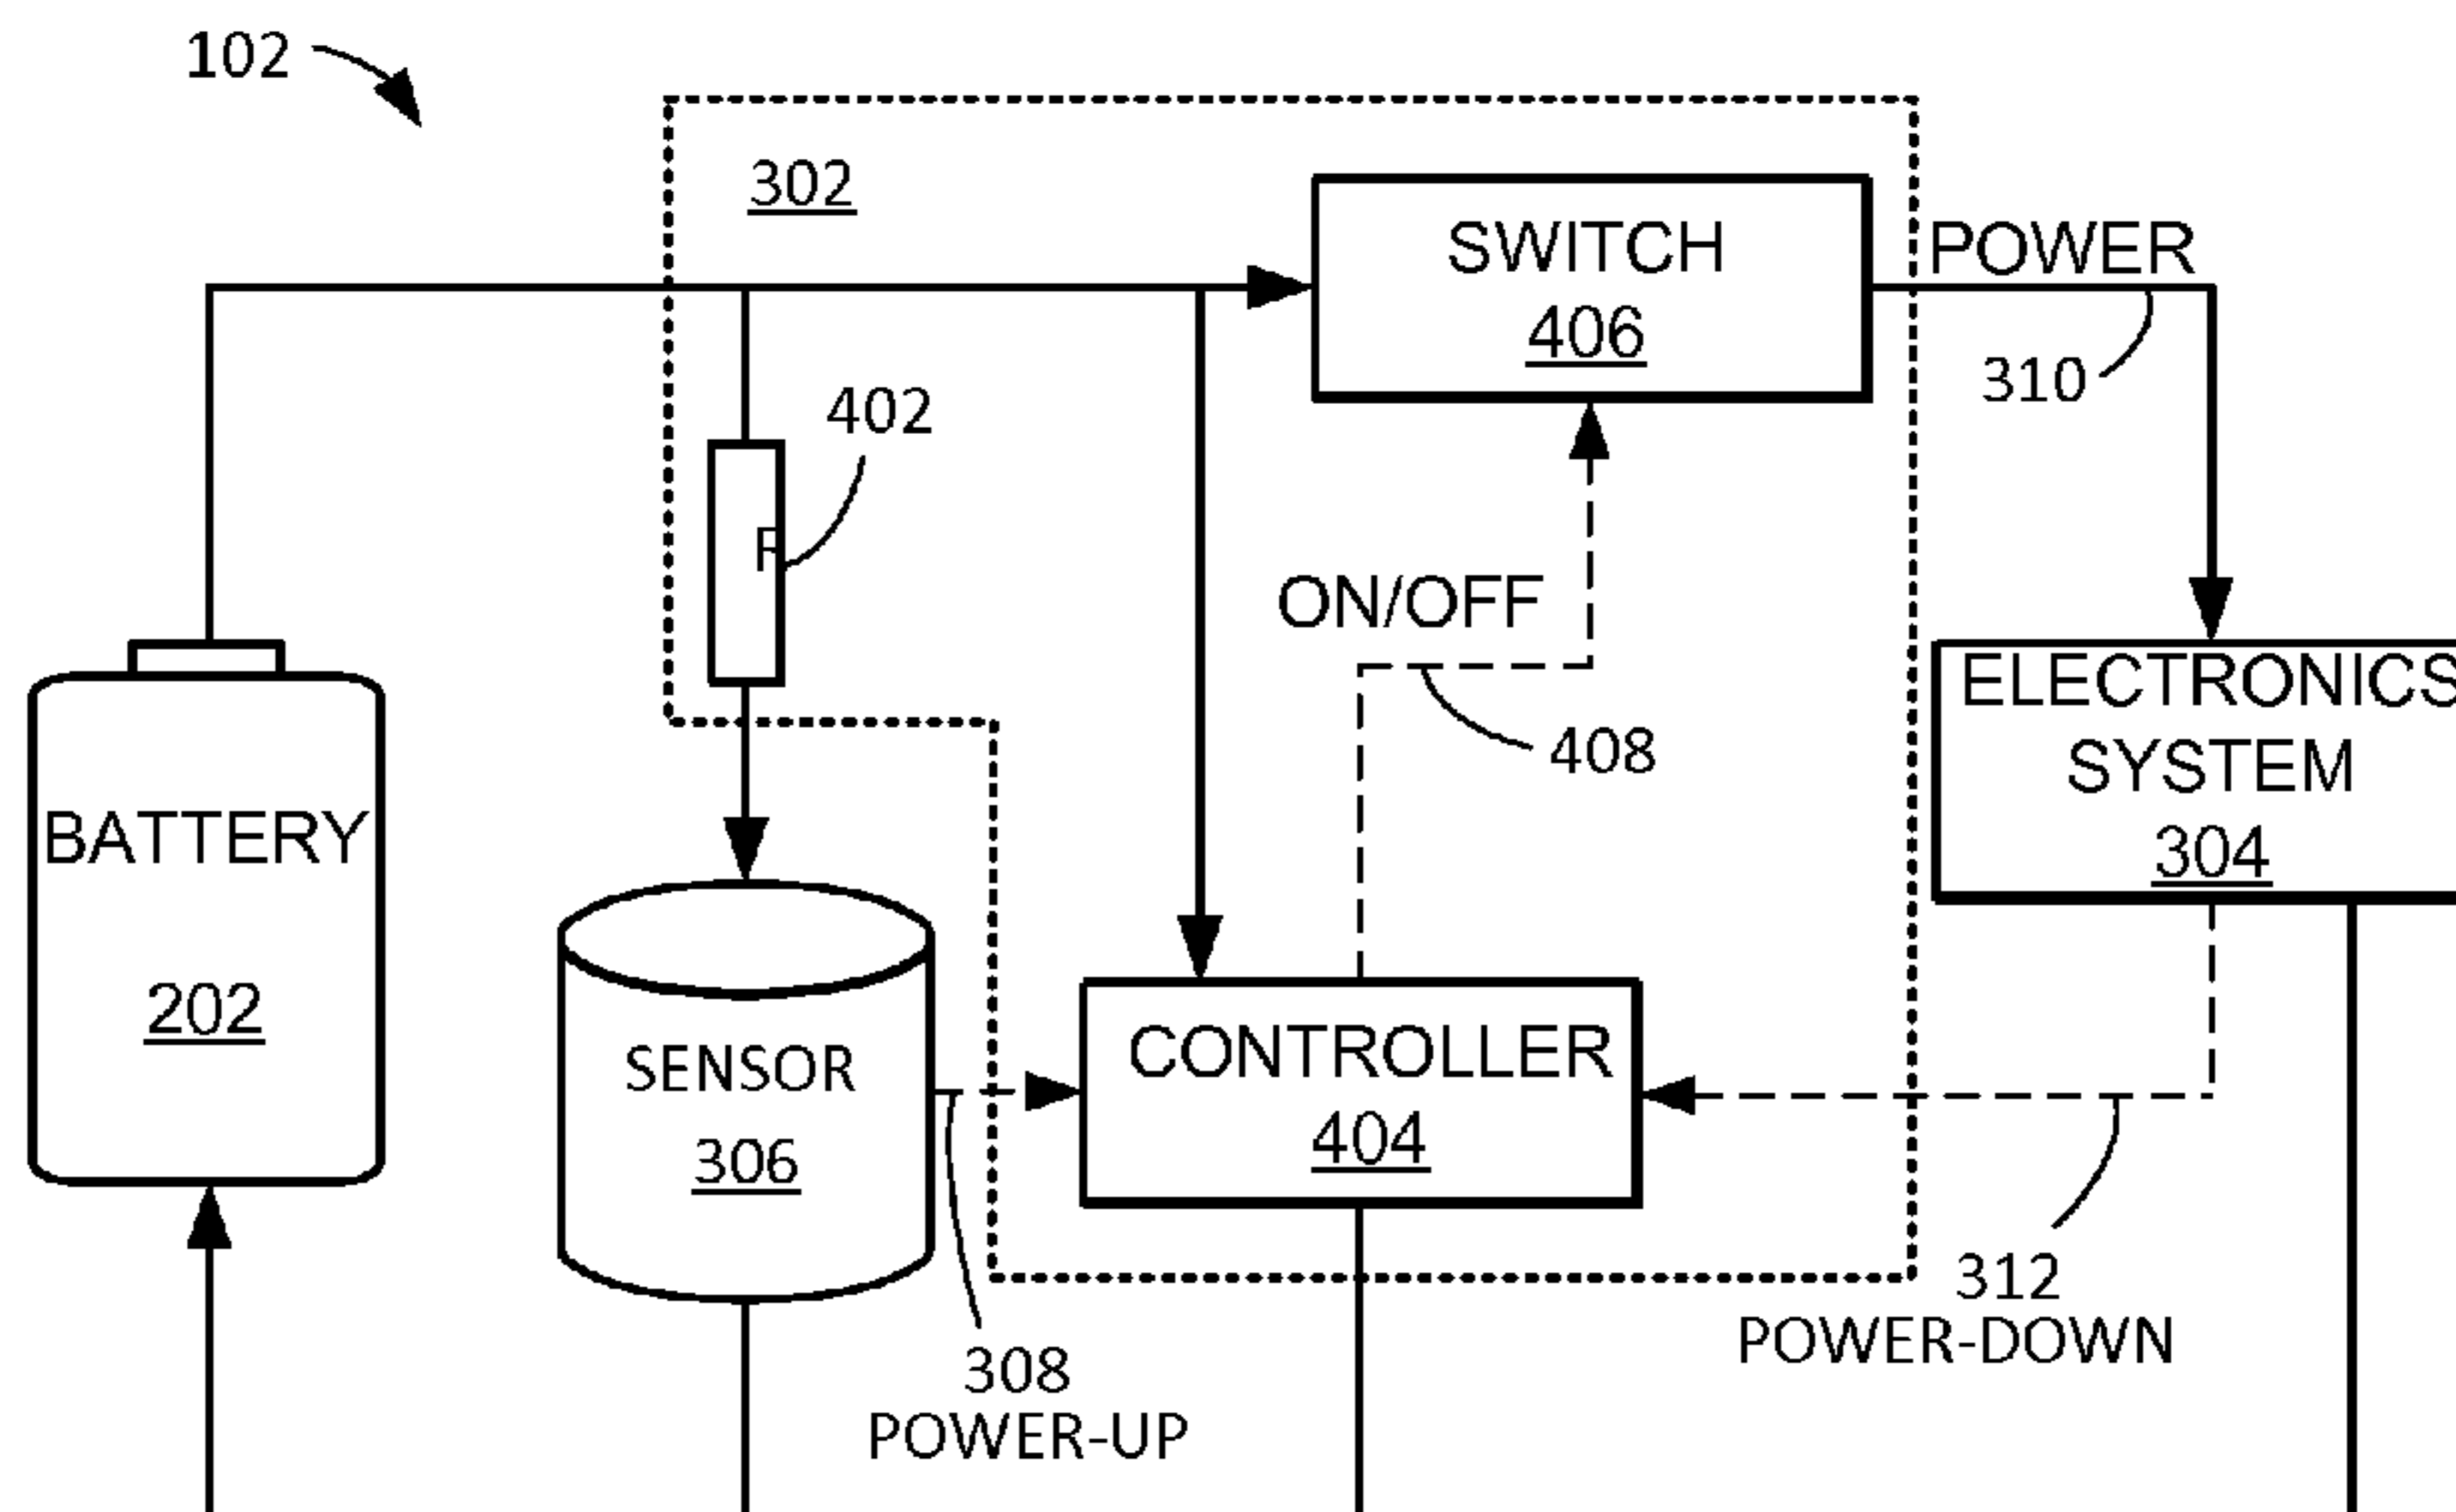 102
302
SWITCH
406
POWER
310
402
R
ON/OFF
408
ELECTRONICS
SYSTEM
304
BATTERY
202
SENSOR
306
CONTROLLER
404
308
POWER-UP
312
POWER-DOWN